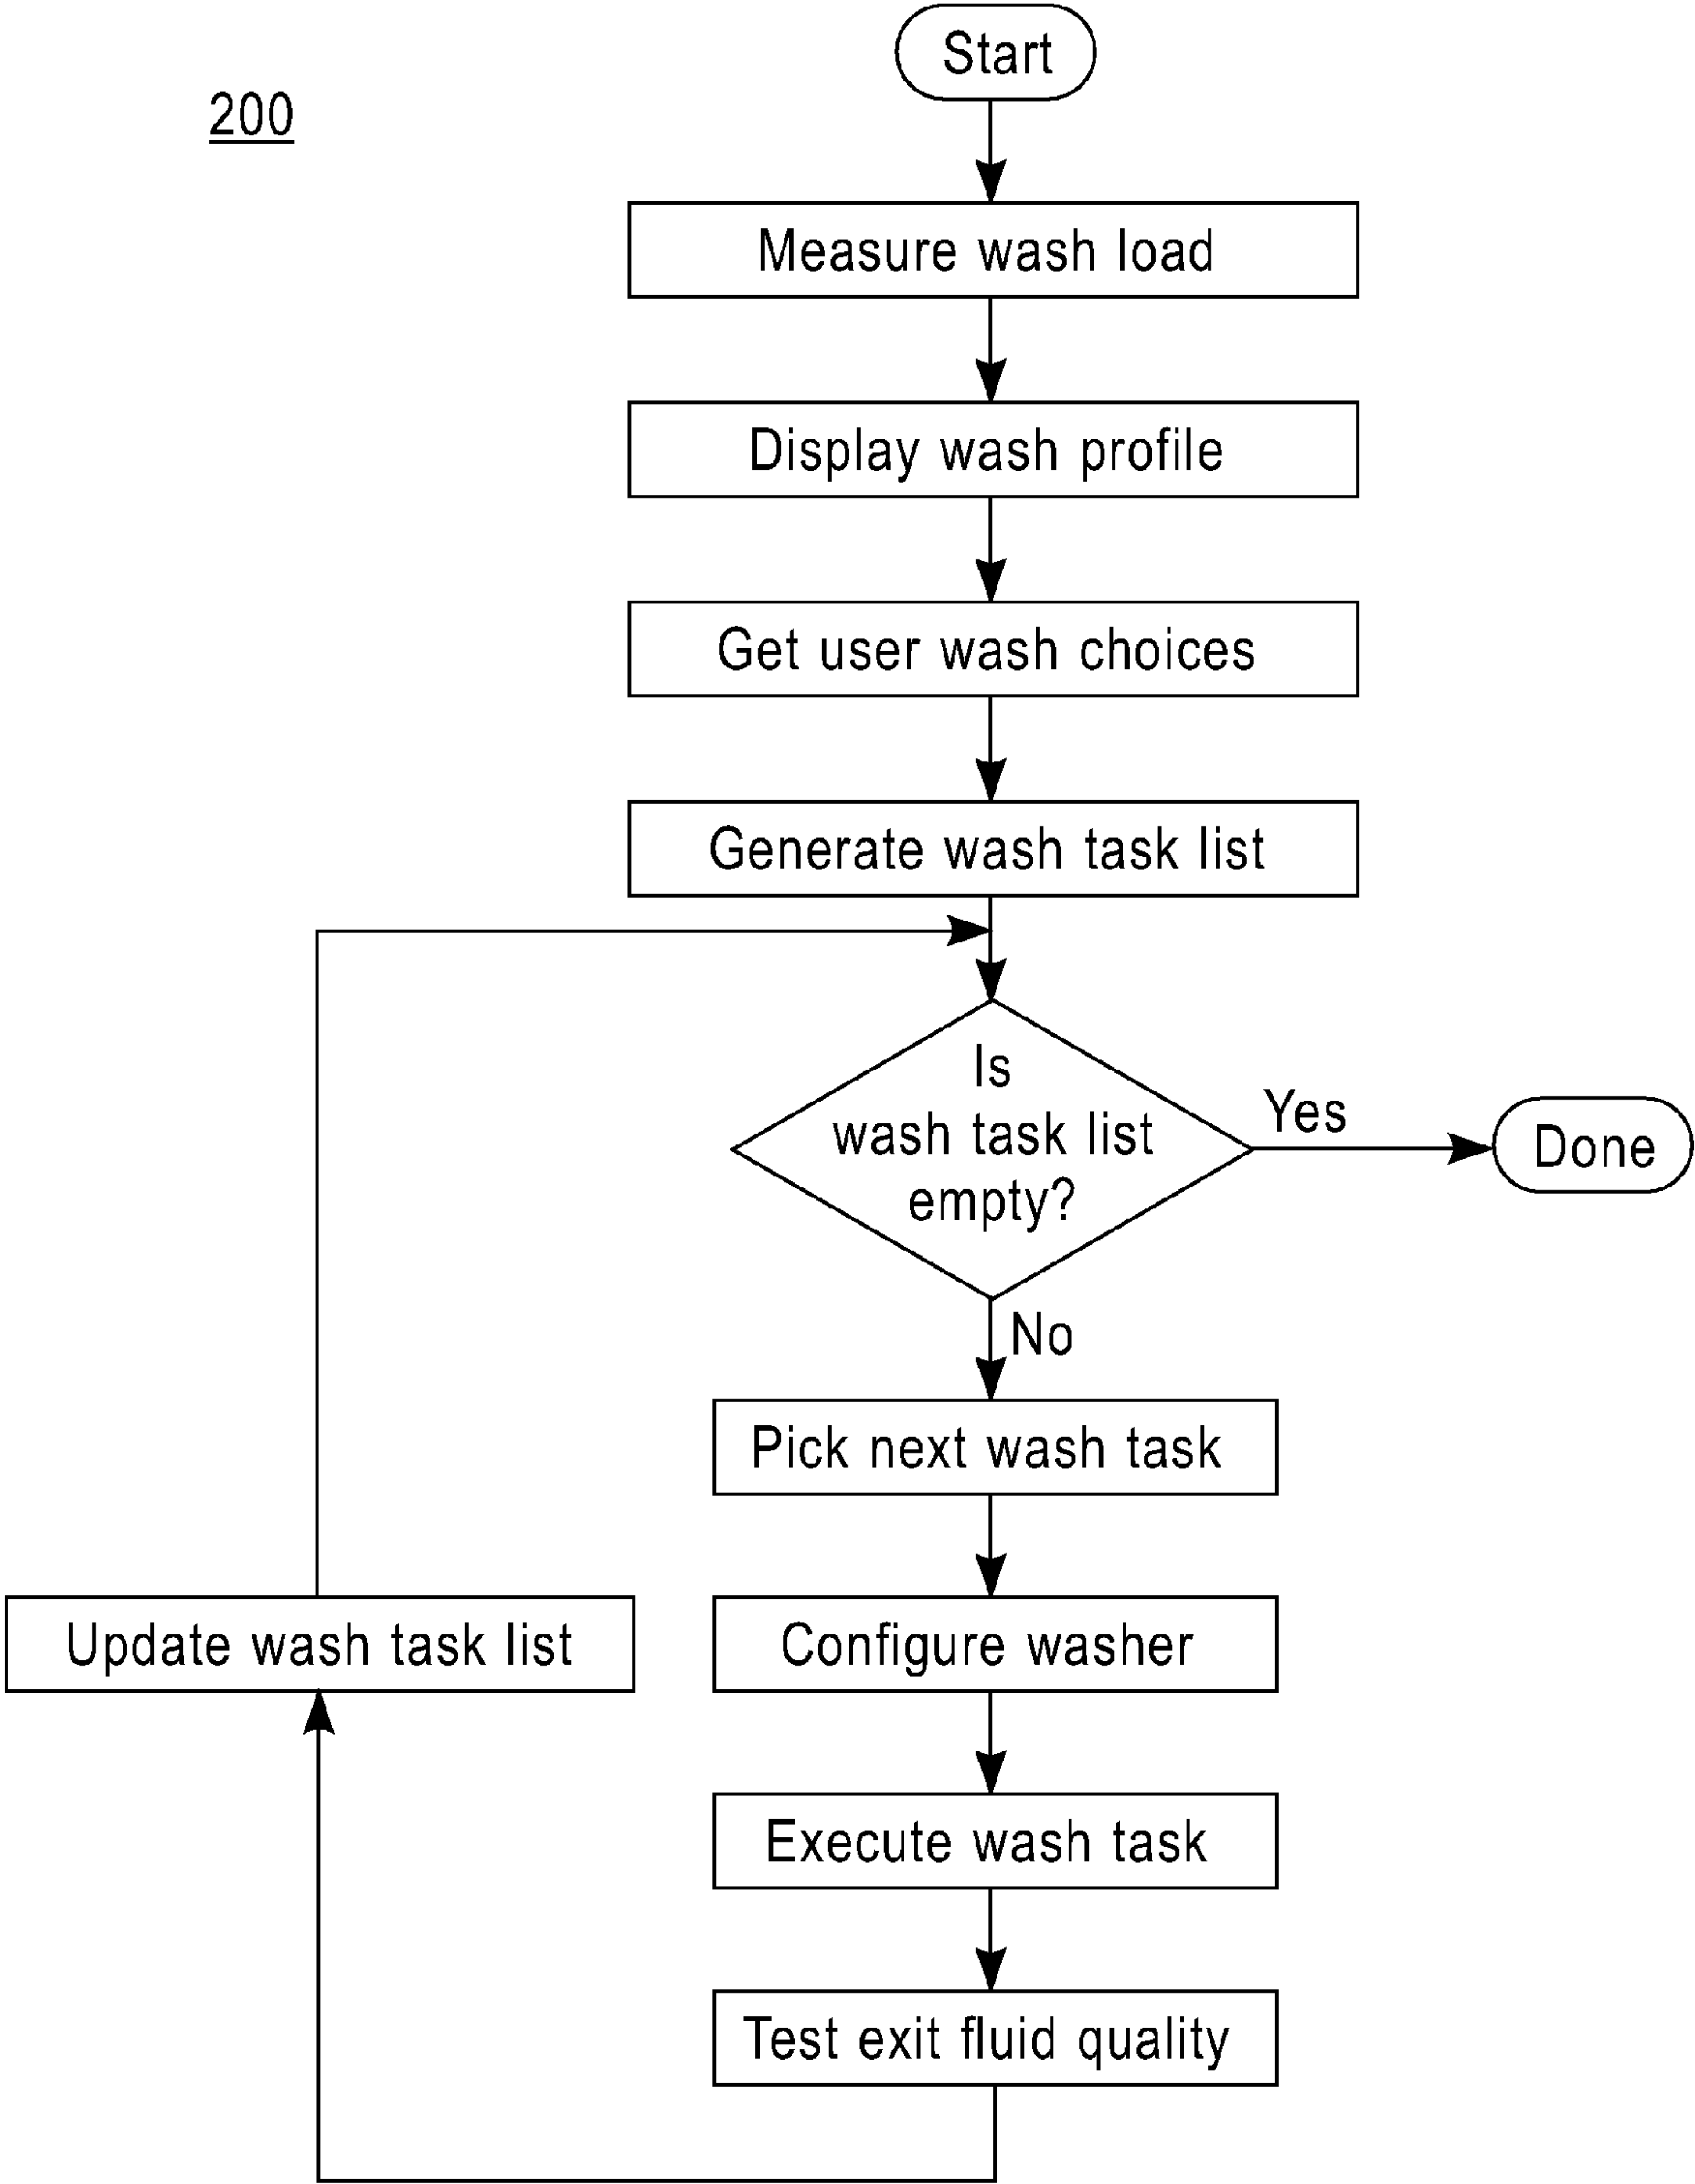 Start
200
Measure wash load
Display wash profile
Get user wash choices
Generate wash task list
Is
wash task list
empty?
Yes
Done
No
Pick next wash task
Update wash task list
Configure washer
Execute wash task
Test exit fluid quality